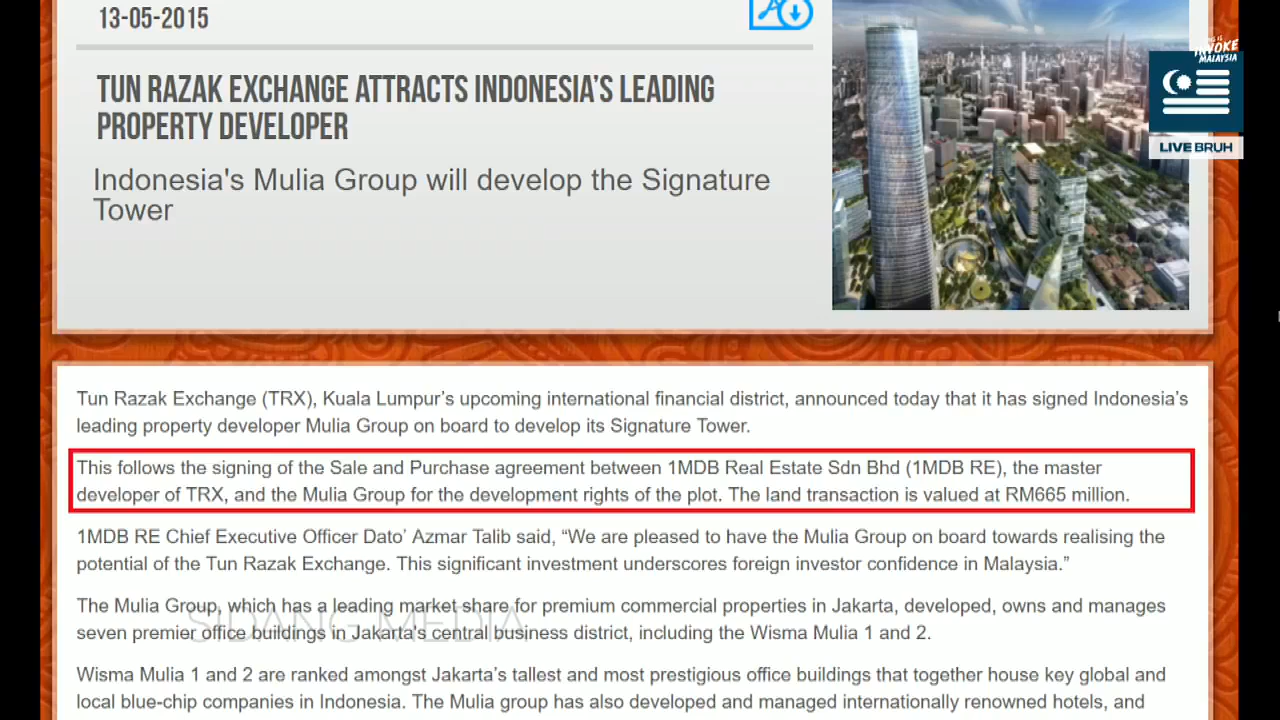 13-05-2015
THIS IS
INVOKE
MALAYSIA
TUN RAZAK EXCHANGE ATTRACTS INDONESIA'S LEADING
PROPERTY DEVELOPER
LIVE BRUH
Indonesia's Mulia Group will develop the Signature
Tower
Tun Razak Exchange (TRX), Kuala Lumpur’s upcoming international financial district, announced today that it has signed Indonesia’s
leading property developer Mulia Group on board to develop its Signature Tower.
This follows the signing of the Sale and Purchase agreement between 1MDB Real Estate Sdn Bhd (1MDB RE), the master
developer of TRX, and the Mulia Group for the development rights of the plot. The land transaction is valued at RM665 million.
1MDB RE Chief Executive Officer Dato’ Azmar Talib said, “We are pleased to have the Mulia Group on board towards realising the
potential of the Tun Razak Exchange. This significant investment underscores foreign investor confidence in Malaysia.”
The Mulia Group, which has a leading market share for premium commercial properties in Jakarta, developed, owns and manages
SIDANG MEDIA
seven premier office buildings in Jakarta's central business district, including the Wisma Mulia 1 and 2.
Wisma Mulia 1 and 2 are ranked amongst Jakarta’s tallest and most prestigious office buildings that together house key global and
local blue-chip companies in Indonesia. The Mulia group has also developed and managed internationally renowned hotels, and